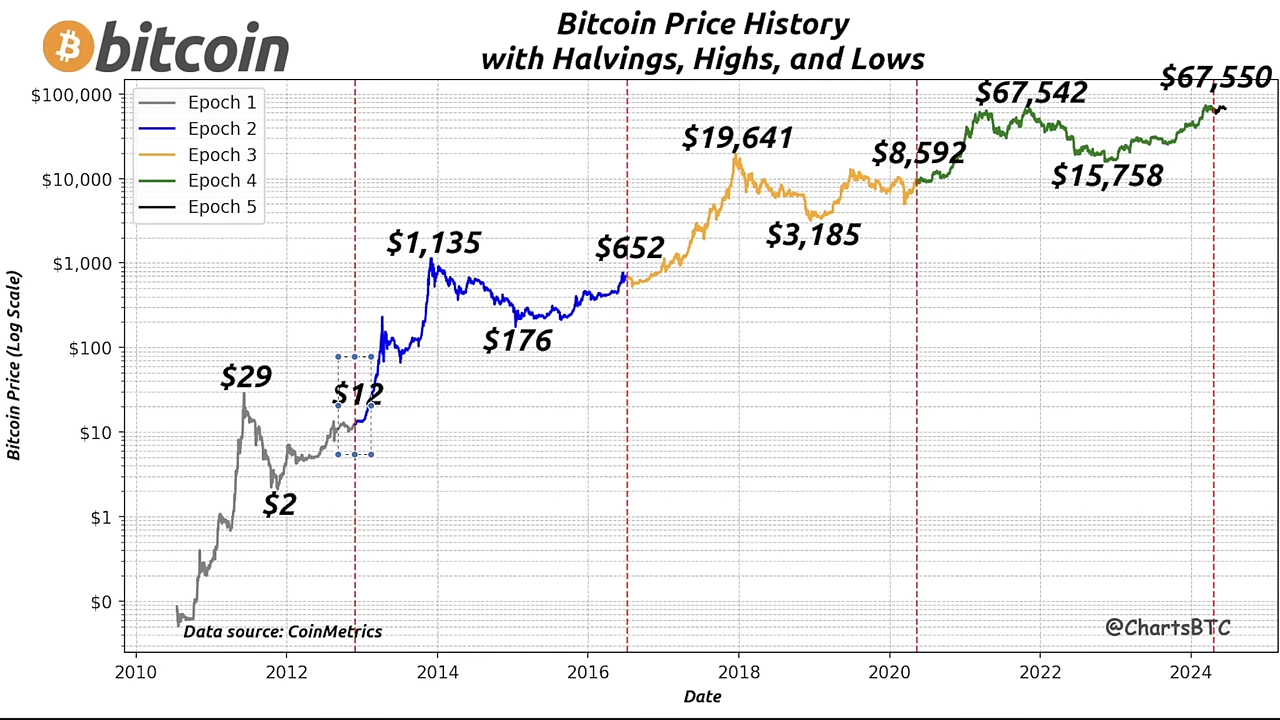 bitcoin
Bitcoin Price History
with Halvings, Highs, and Lows
Epoch 1
Epoch 2
Epoch 3
Epoch 4
Epoch 5
$100,000
$10,000
$1,000
$100
$10
$1
$0
Bitcoin Price (Log Scale)
$29
$2
$12
$1,135
$176
$652
$19,641
$3,185
$8,592
$67,542
$15,758
$67,550
Data source: CoinMetrics
@ChartsBTC
2010
2012
2014
2016
2018
2020
2022
2024
Date